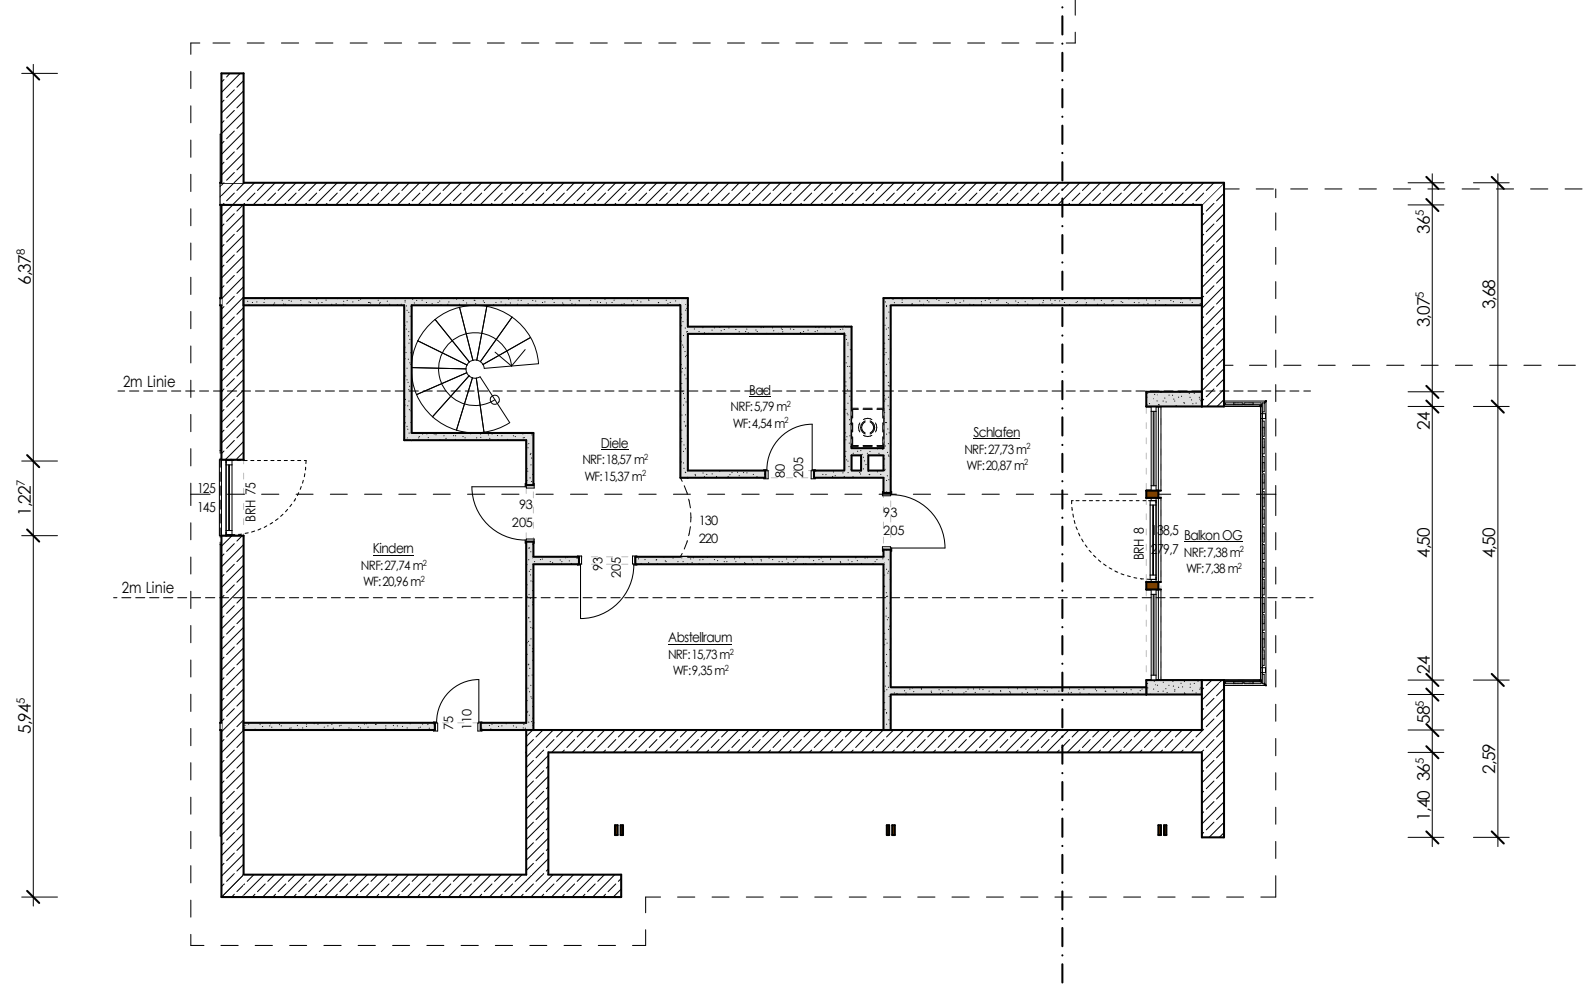 2m Linie
Bad
NRF: 5,79 m²
WF: 4,54 m²
Schlafen
NRF: 27,73 m²
WF: 20,87 m²
Diele
NRF: 18,57 m²
WF: 15,37 m²
80
205
125
145
BRH 75
93
205
130
220
93
205
BRH 8
138,5
279,7
Balkon OG
NRF: 7,38 m²
WF: 7,38 m²
Kindern
NRF: 27,74 m²
WF: 20,96 m²
93
205
2m Linie
Abstellraum
NRF: 15,73 m²
WF: 9,35 m²
75
110
6,37⁸
1,22⁷
5,94⁵
36⁵
3,07⁵
24
4,50
24
58⁵
36⁵
1,40
3,68
4,50
2,59